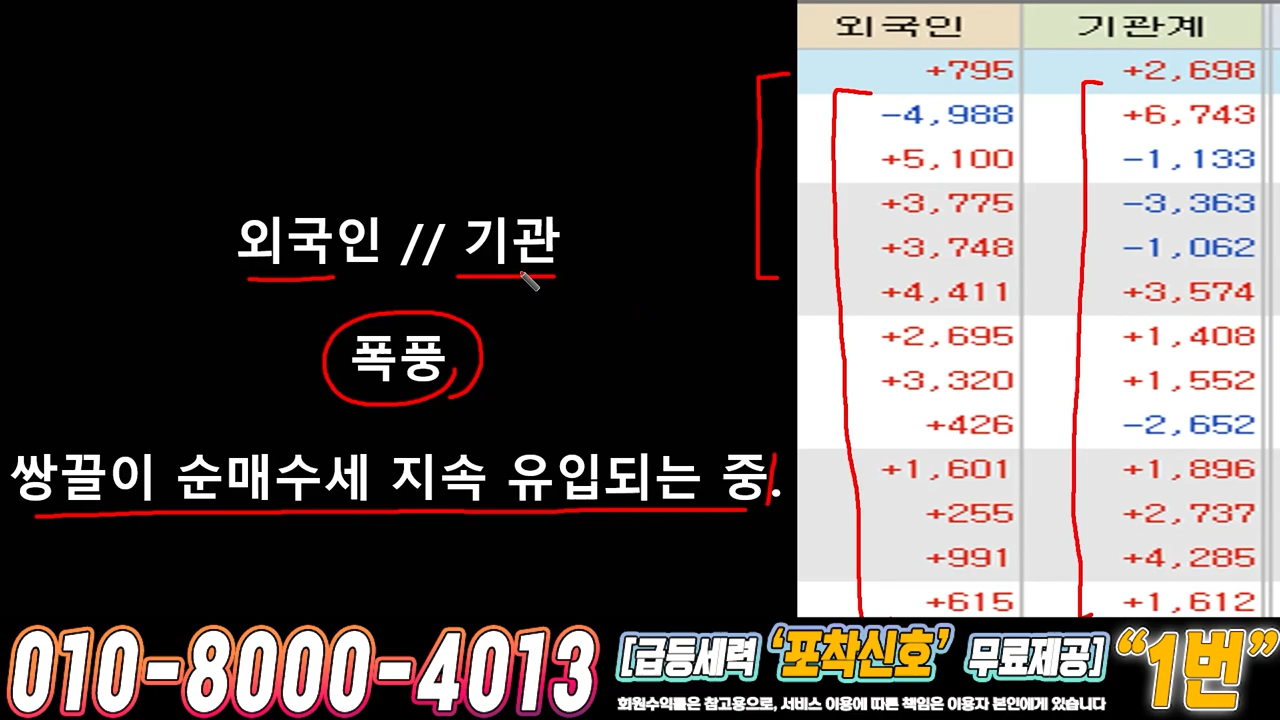 외국인 // 기관
폭풍
쌍끌이 순매수세 지속 유입되는 중.
외국인 기관계
+795 +2,698
-4,988 +6,743
+5,100 -1,133
+3,775 -3,363
+3,748 -1,062
+4,411 +3,574
+2,695 +1,408
+3,320 +1,552
+426 -2,652
+1,601 +1,896
+255 +2,737
+991 +4,285
+615 +1,612
010-8000-4013 [급등세력 '포착신호' 무료제공] "1번"
회원수익률은 참고용으로, 서비스 이용에 따른 책임은 이용자 본인에게 있습니다